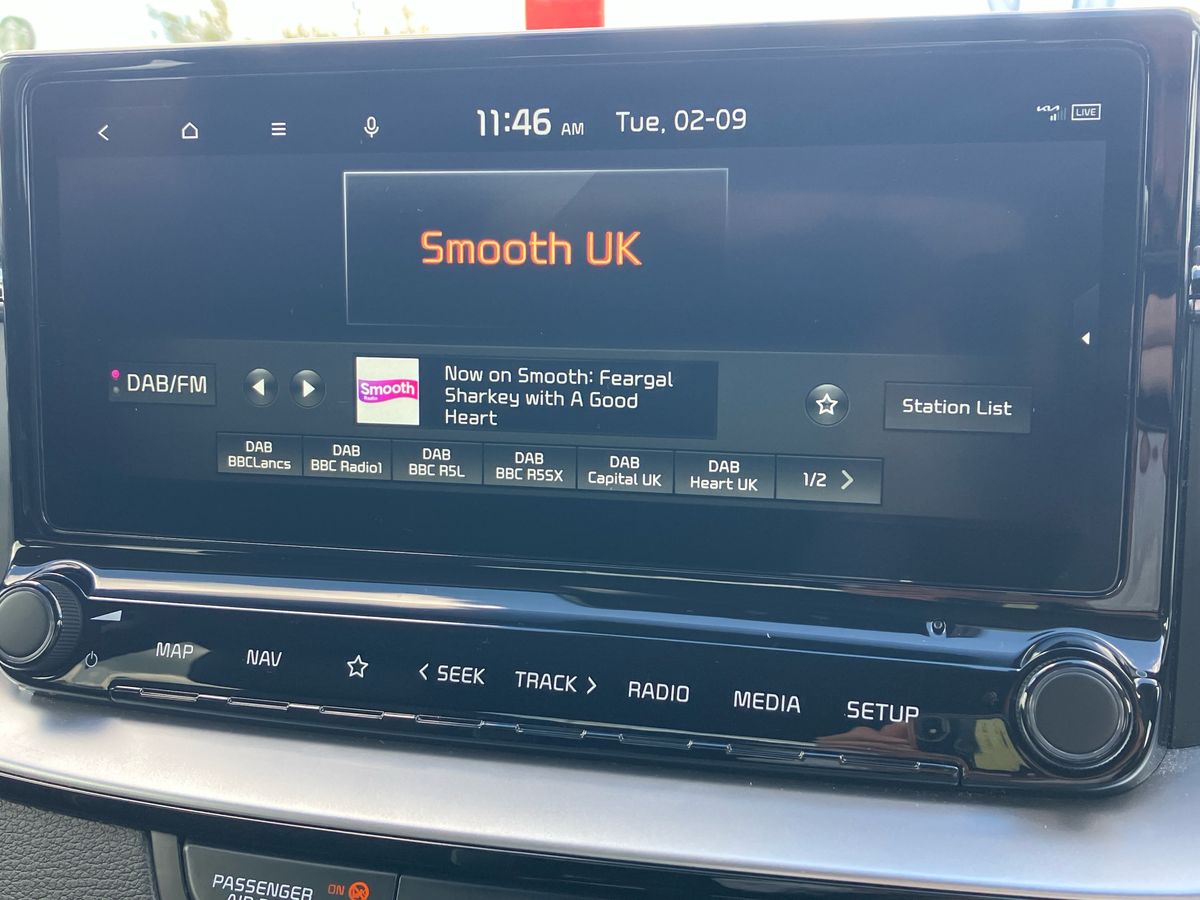 11:46 AM Tue, 02-09
LIVE
Smooth UK
DAB/FM
Smooth
Radio
Now on Smooth: Feargal
Sharkey with A Good
Heart
Station List
DAB
BBCLancs
DAB
BBC Radio1
DAB
BBC R5L
DAB
BBC R5SX
DAB
Capital UK
DAB
Heart UK
1/2
MAP
NAV
SEEK
TRACK
RADIO
MEDIA
SETUP
PASSENGER
ON